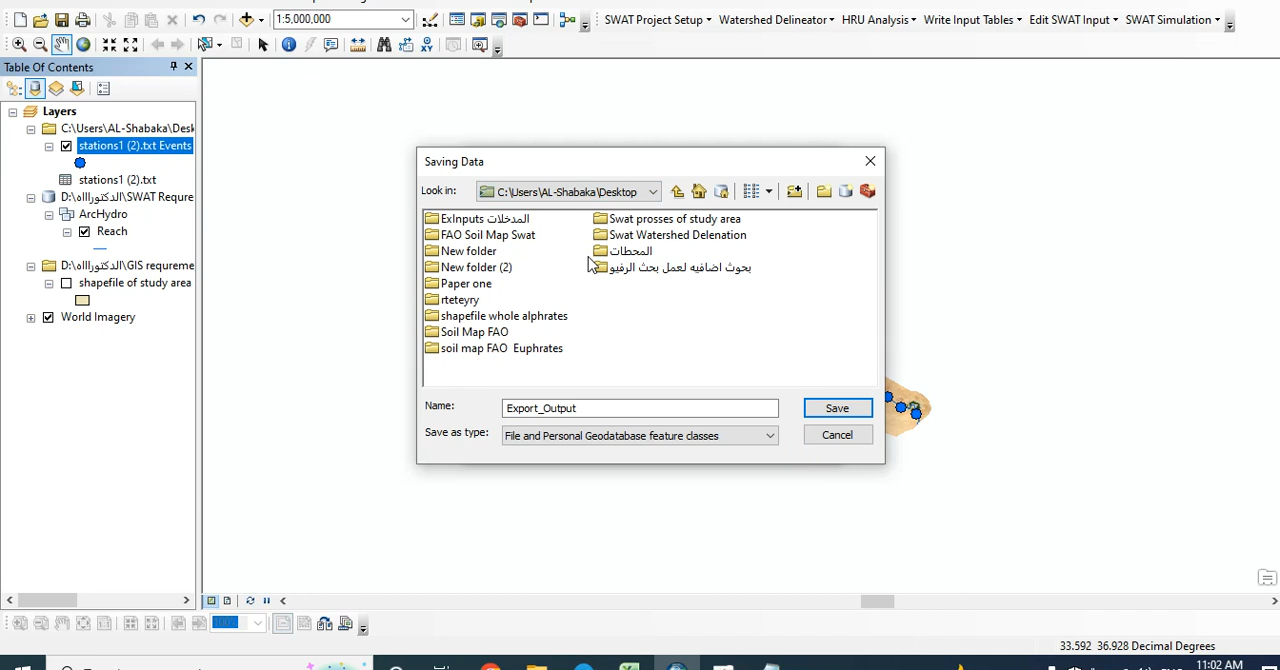 1:5,000,000
SWAT Project Setup
Watershed Delineator
HRU Analysis
Write Input Tables
Edit SWAT Input
SWAT Simulation
Table Of Contents
Layers
C:\Users\AL-Shabaka\Desk
stations1 (2).txt Events
stations1 (2).txt
D:\الدكتوراااه\SWAT Requre
ArcHydro
Reach
D:\الدكتوراااه\GIS requreme
shapefile of study area
World Imagery
Saving Data
Look in:
C:\Users\AL-Shabaka\Desktop
ExInputs المدخلات
FAO Soil Map Swat
New folder
New folder (2)
Paper one
rteteyry
shapefile whole alphrates
Soil Map FAO
soil map FAO Euphrates
Swat prosses of study area
Swat Watershed Delenation
المحطات
بحوث اضافيه لعمل بحث الرفيو
Name:
Export_Output
Save
Save as type:
File and Personal Geodatabase feature classes
Cancel
100%
33.592 36.928 Decimal Degrees
11:02 AM